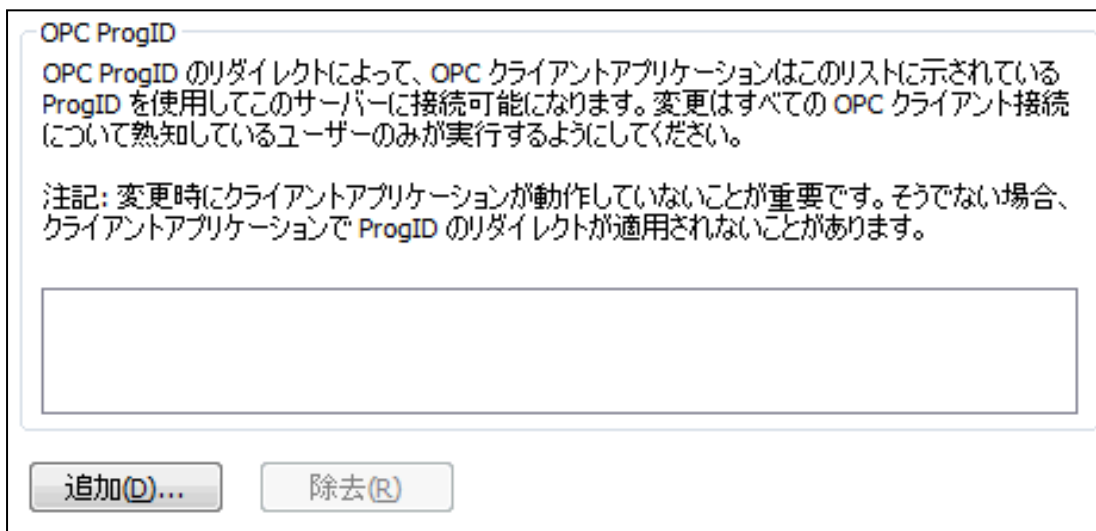 OPC ProgID
OPC ProgID のリダイレクトによって、OPC クライアントアプリケーションはこのリストに示されている
ProgID を使用してこのサーバーに接続可能になります。変更はすべての OPC クライアント接続
について熟知しているユーザーのみが実行するようにしてください。
注記: 変更時にクライアントアプリケーションが動作していないことが重要です。そうでない場合、
クライアントアプリケーションで ProgID のリダイレクトが適用されないことがあります。
追加(D)... 除去(R)